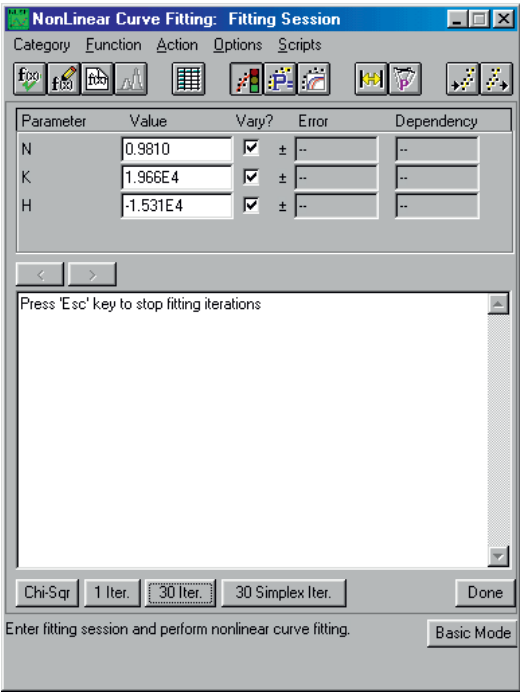 NonLinear Curve Fitting: Fitting Session
Category Function Action Options Scripts
Parameter Value Vary? Error Dependency
N 0.9810 ± -- --
K 1.966E4 ± -- --
H -1.531E4 ± -- --
< >
Press 'Esc' key to stop fitting iterations
Chi-Sqr 1 Iter. 30 Iter. 30 Simplex Iter. Done
Enter fitting session and perform nonlinear curve fitting. Basic Mode